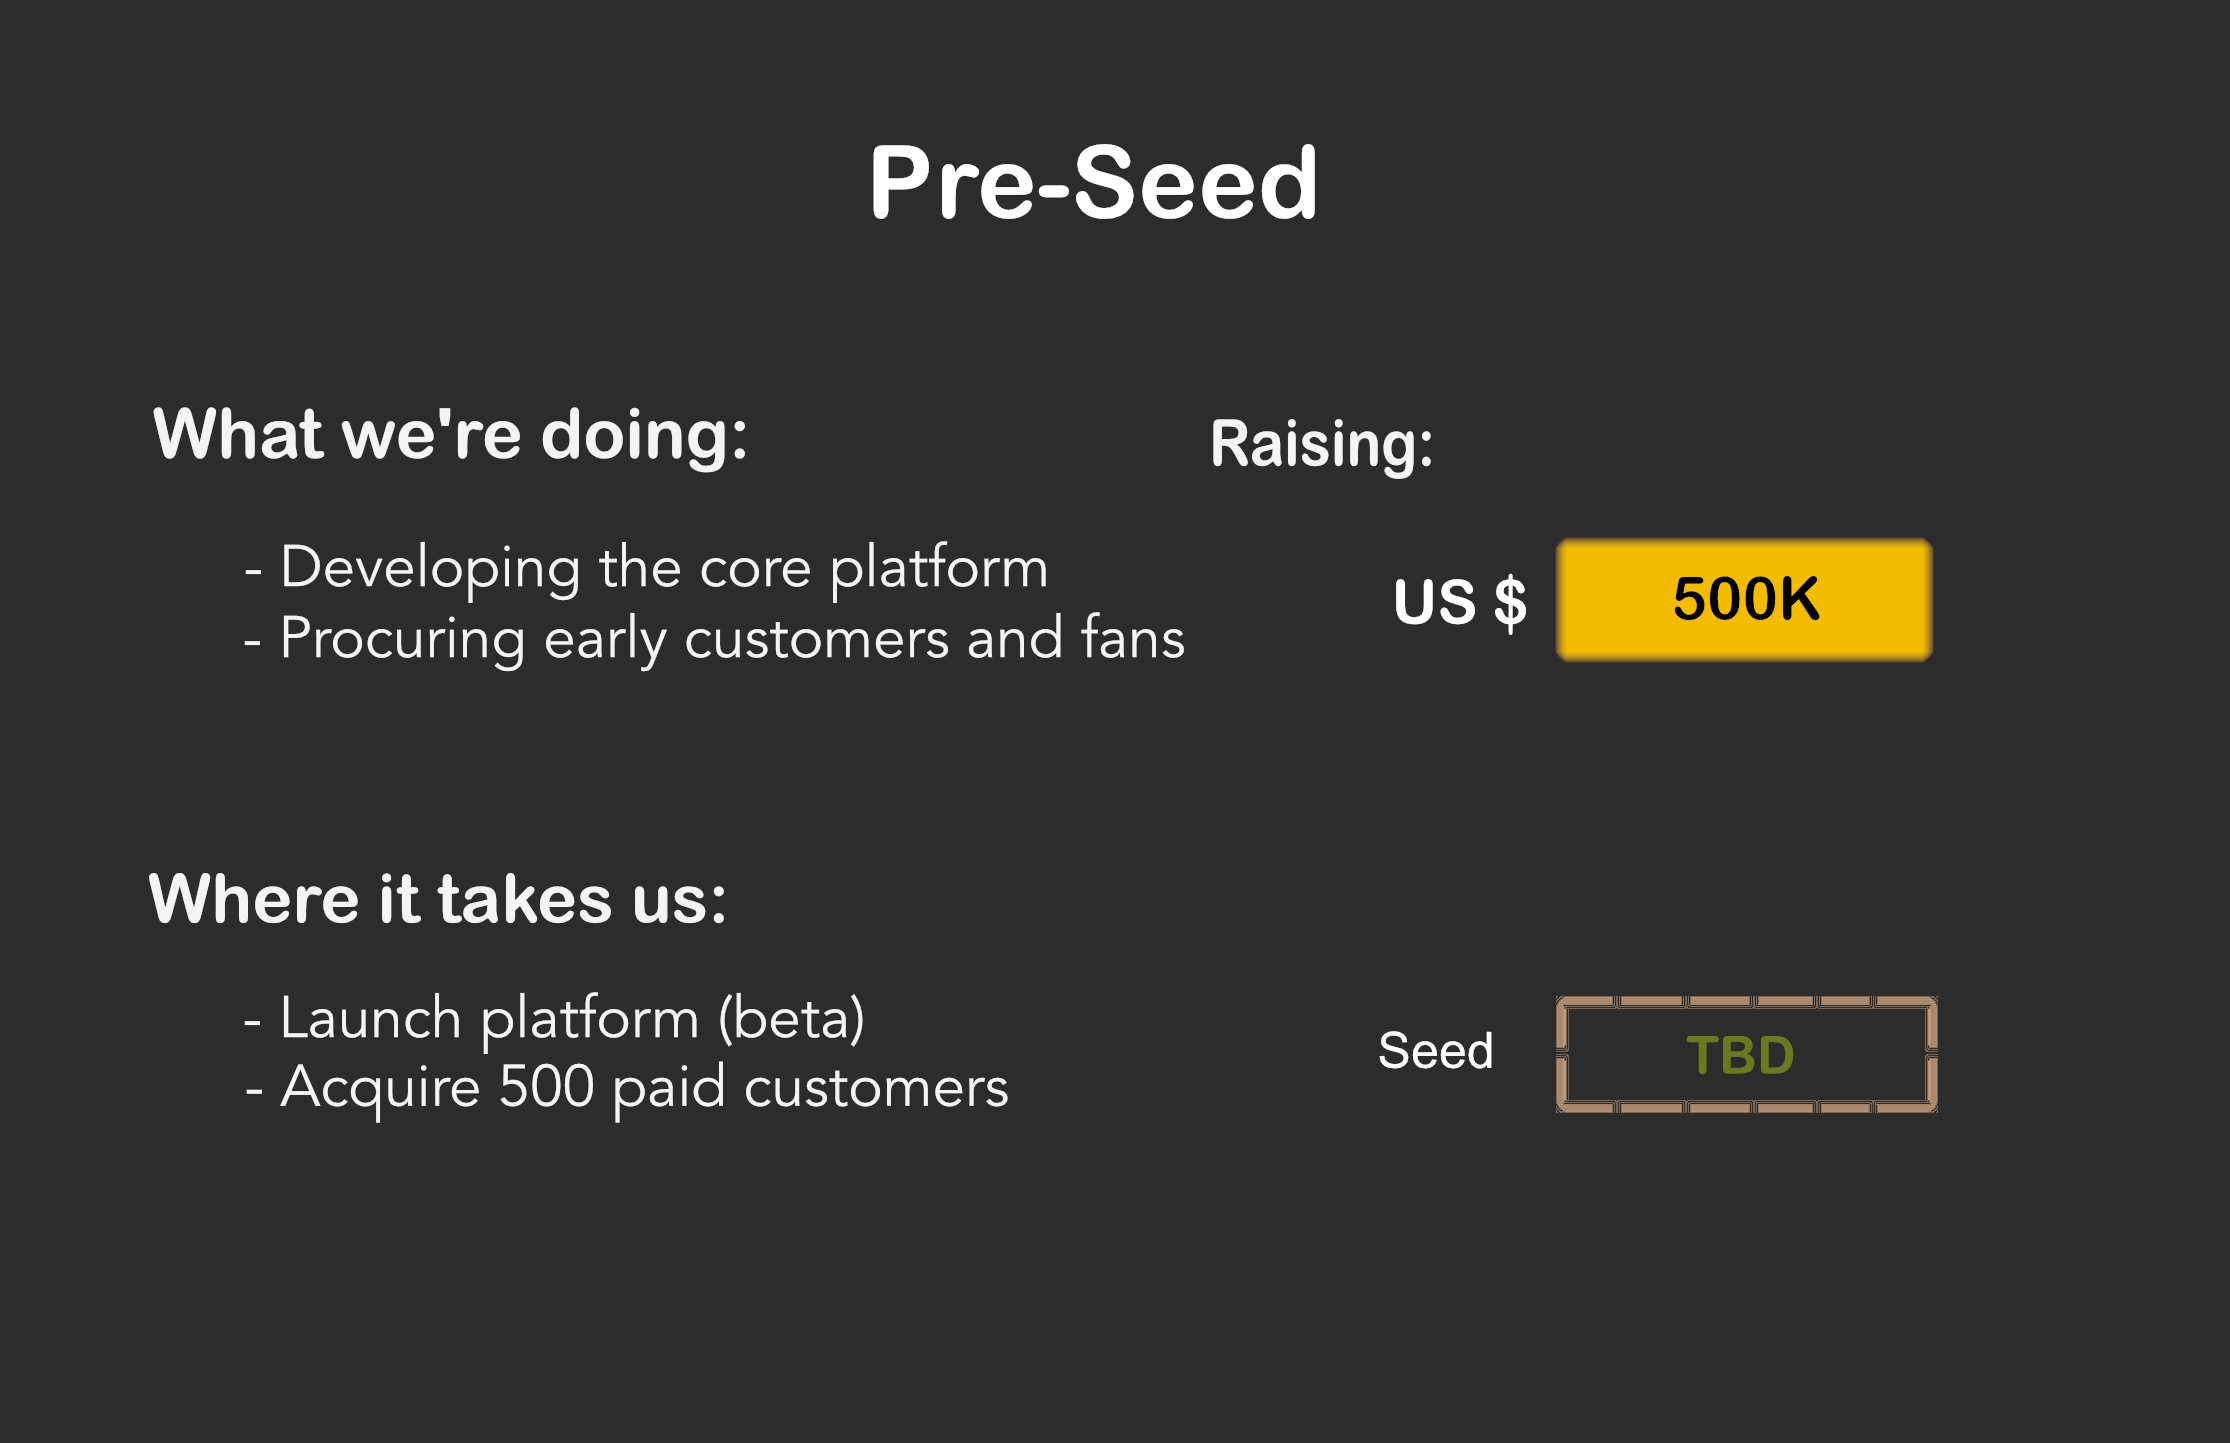 Pre-Seed
What we're doing:
- Developing the core platform
- Procuring early customers and fans
Raising:
US $ 500K
Where it takes us:
- Launch platform (beta)
- Acquire 500 paid customers
Seed TBD